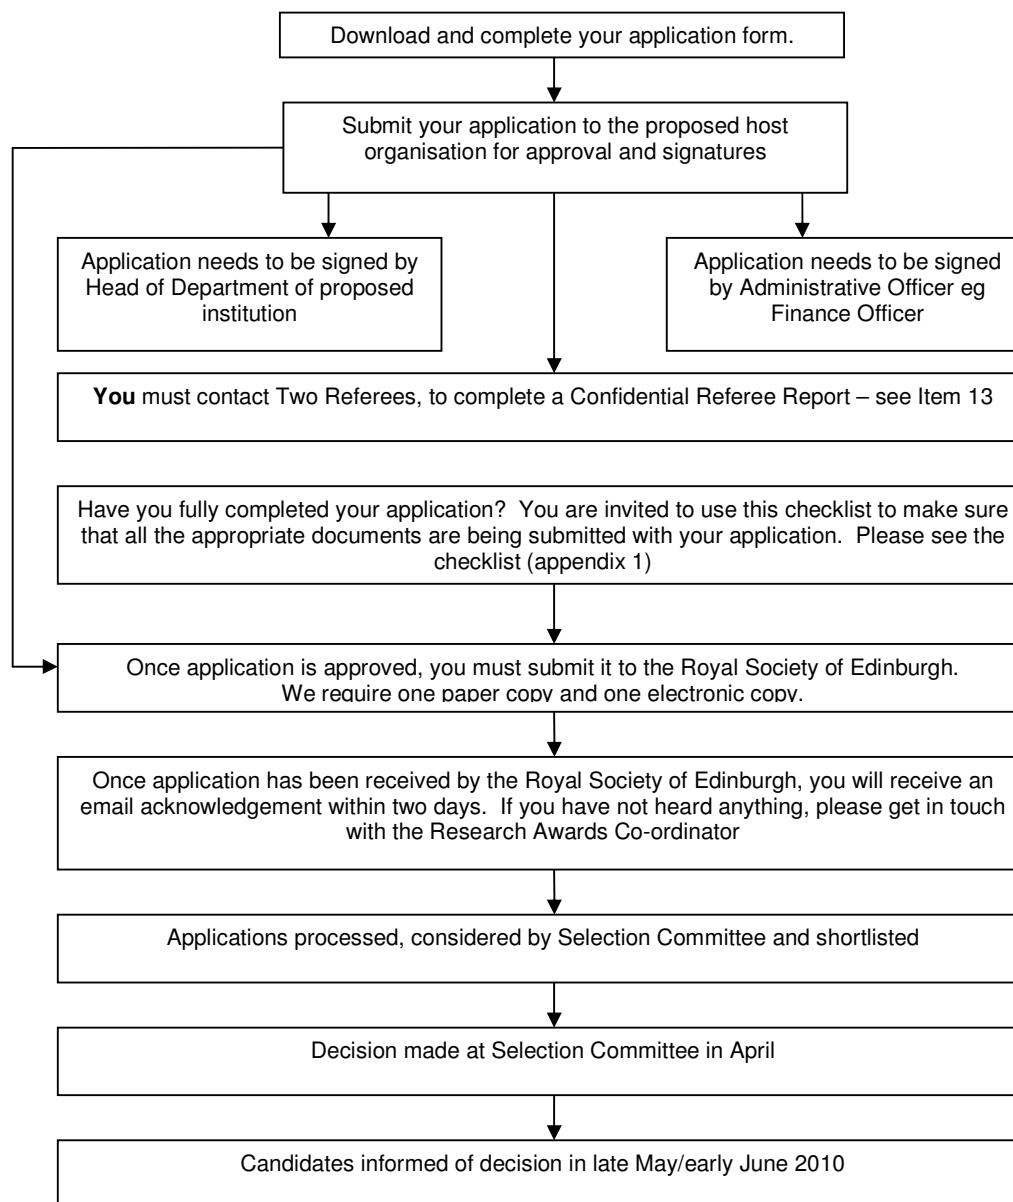 Download and complete your application form.
Submit your application to the proposed host
organisation for approval and signatures
Application needs to be signed by
Head of Department of proposed
institution
Application needs to be signed
by Administrative Officer eg
Finance Officer
You must contact Two Referees, to complete a Confidential Referee Report – see Item 13
Have you fully completed your application?  You are invited to use this checklist to make sure
that all the appropriate documents are being submitted with your application.  Please see the
checklist (appendix 1)
Once application is approved, you must submit it to the Royal Society of Edinburgh.
We require one paper copy and one electronic copy.
Once application has been received by the Royal Society of Edinburgh, you will receive an
email acknowledgement within two days.  If you have not heard anything, please get in touch
with the Research Awards Co-ordinator
Applications processed, considered by Selection Committee and shortlisted
Decision made at Selection Committee in April
Candidates informed of decision in late May/early June 2010